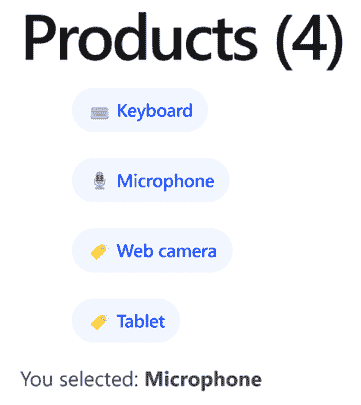 Products (4)
Keyboard
Microphone
Web camera
Tablet
You selected: Microphone